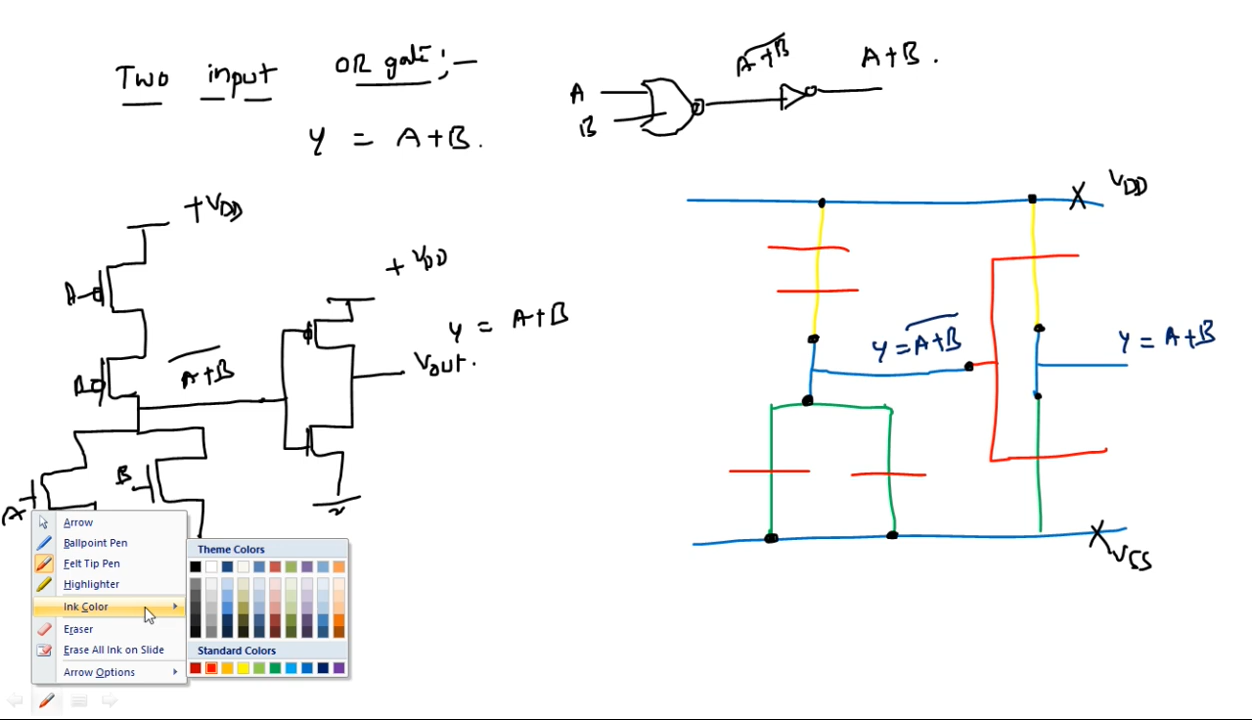 Two input OR gate :-
Y = A+B.
A
B
A̅+̅B̅
A+B.
+VDD
A
B
A̅+̅B̅
A
B
+VDD
Y = A+B
Vout.
VDD
Y = A̅+̅B̅
Y = A+B
VSS
Arrow
Ballpoint Pen
Felt Tip Pen
Highlighter
Ink Color
Eraser
Erase All Ink on Slide
Arrow Options
Theme Colors
Standard Colors